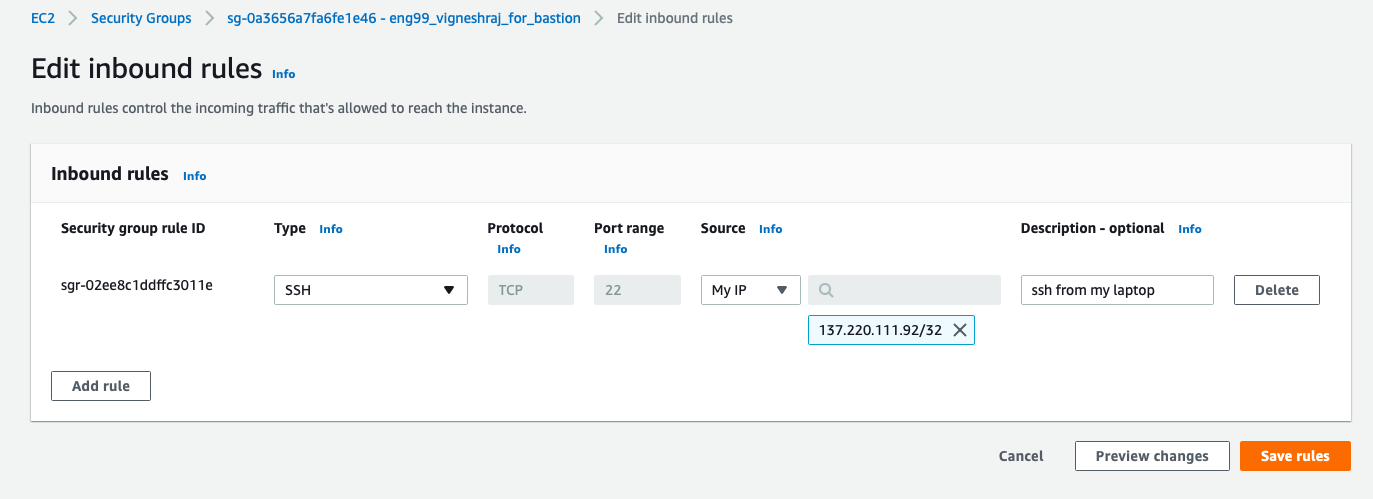 EC2 > Security Groups > sg-0a3656a7fa6fe1e46 - eng99_vigneshraj_for_bastion > Edit inbound rules
Edit inbound rules Info
Inbound rules control the incoming traffic that's allowed to reach the instance.
Inbound rules Info
Security group rule ID Type Info Protocol Info Port range Info Source Info Description - optional Info
sgr-02ee8c1ddffc3011e SSH TCP 22 My IP ssh from my laptop Delete
137.220.111.92/32
Add rule
Cancel Preview changes Save rules